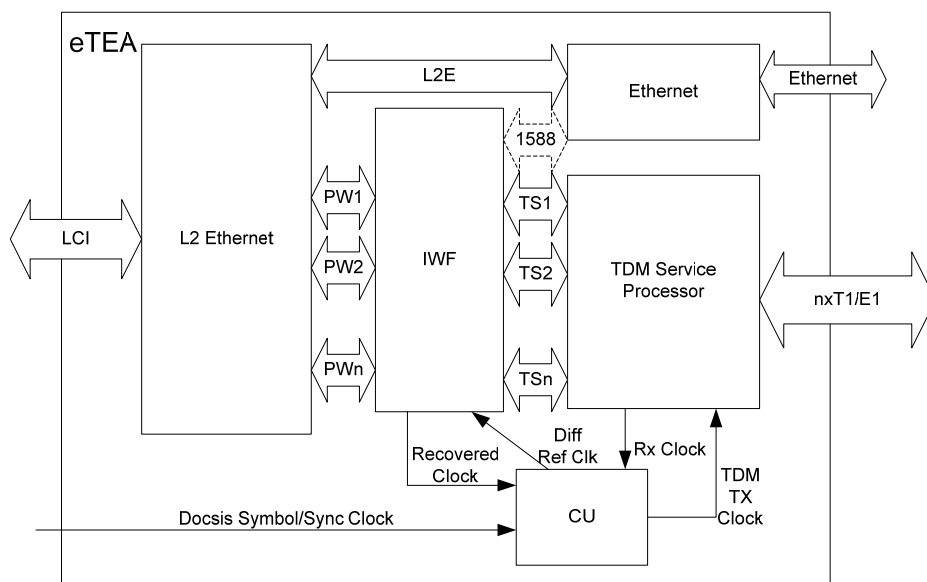 eTEA
L2E
Ethernet
Ethernet
1588
PW1
TS1
LCI
L2 Ethernet
IWF
PW2
TS2
TDM Service
Processor
nxT1/E1
PWn
TSn
Recovered
Clock
Diff
Ref Clk
Rx Clock
TDM
TX
Clock
Docsis Symbol/Sync Clock
CU